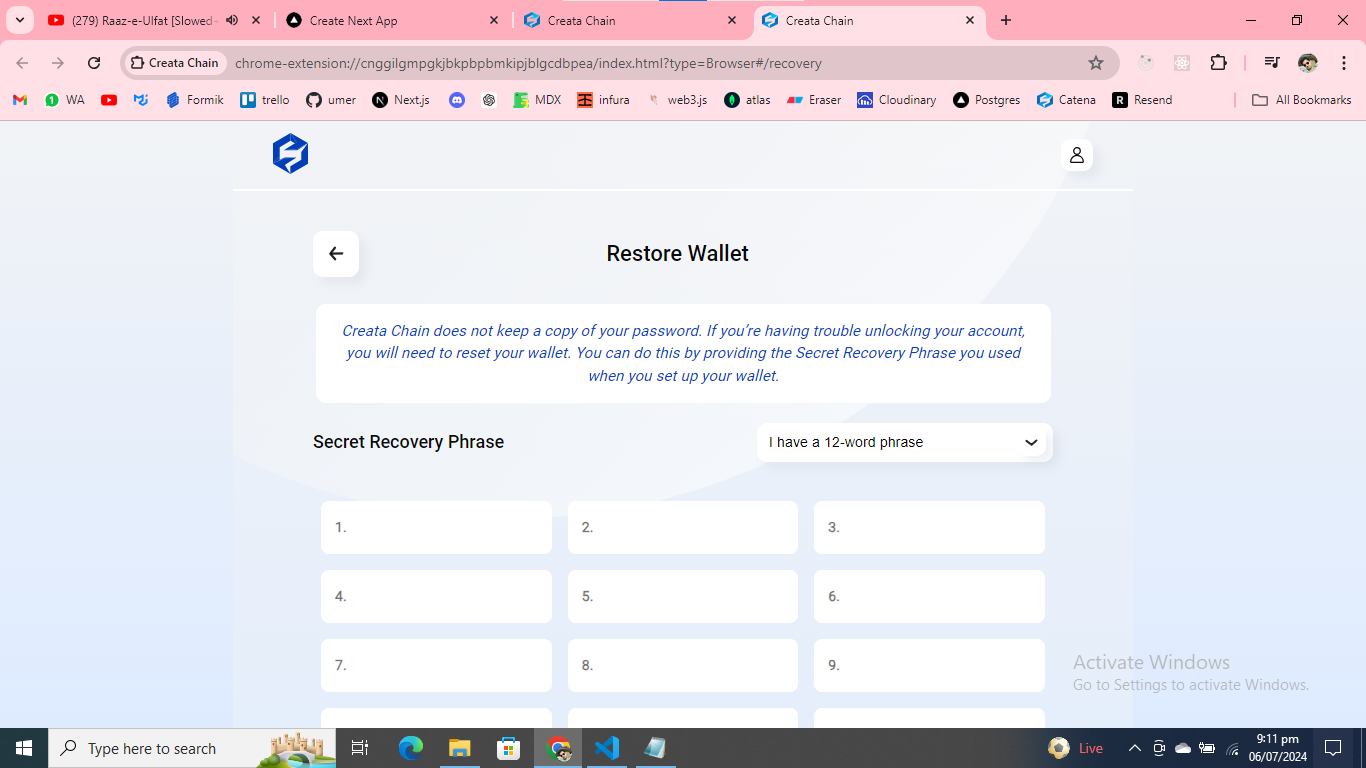 (279) Raaz-e-Ulfat [Slowed-
Create Next App
Creata Chain
Creata Chain
Creata Chain
chrome-extension://cnggilgmpgkjbkpbpbmkipjblgcdbpea/index.html?type=Browser#/recovery
WA
Formik
trello
umer
Next.js
MDX
infura
web3.js
atlas
Eraser
Cloudinary
Postgres
Catena
Resend
All Bookmarks
Restore Wallet
Creata Chain does not keep a copy of your password. If you're having trouble unlocking your account,
you will need to reset your wallet. You can do this by providing the Secret Recovery Phrase you used
when you set up your wallet.
Secret Recovery Phrase
I have a 12-word phrase
1.
2.
3.
4.
5.
6.
7.
8.
9.
Activate Windows
Go to Settings to activate Windows.
Type here to search
Live
9:11 pm
06/07/2024